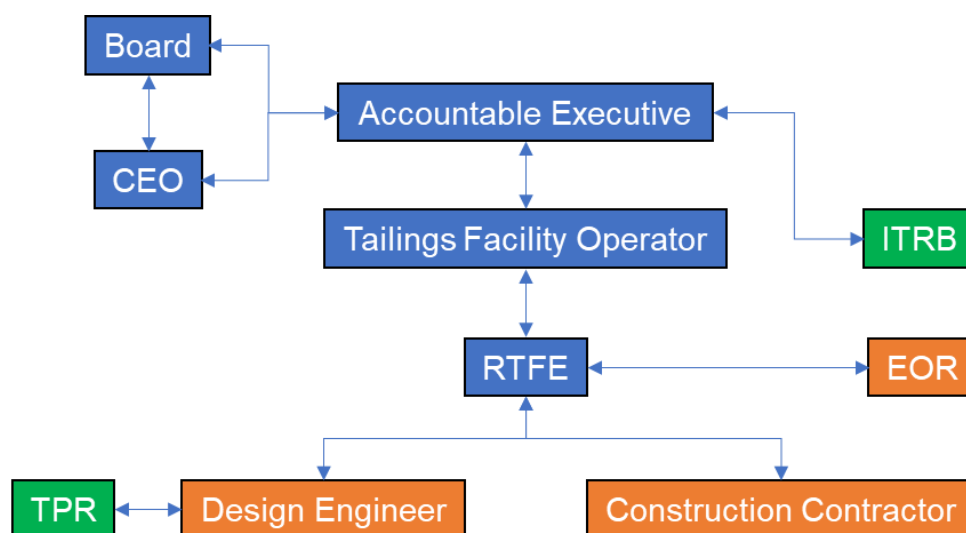 Board
Accountable Executive
CEO
Tailings Facility Operator
ITRB
RTFE
EOR
TPR
Design Engineer
Construction Contractor